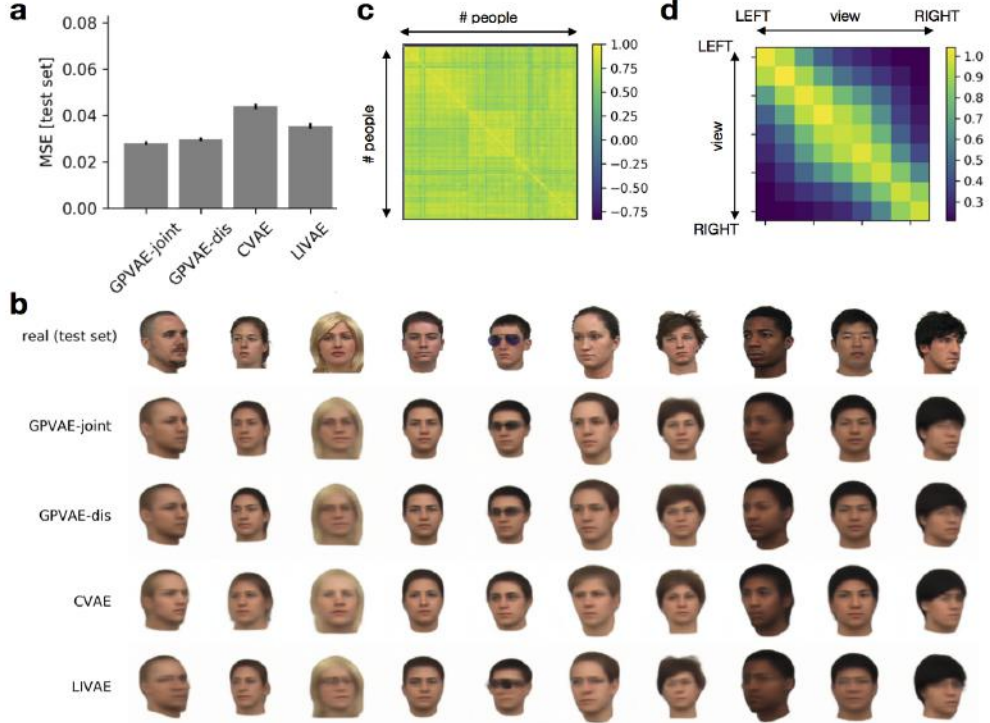 a
0.08
0.06
0.04
0.02
0.00
MSE [test set]
GPVAE-joint
GPVAE-dis
CVAE
LIVAE
c
# people
# people
1.00
0.75
0.50
0.25
0.00
−0.25
−0.50
−0.75
d
LEFT view RIGHT
LEFT
view
RIGHT
1.0
0.9
0.8
0.7
0.6
0.5
0.4
0.3
b
real (test set)
GPVAE-joint
GPVAE-dis
CVAE
LIVAE